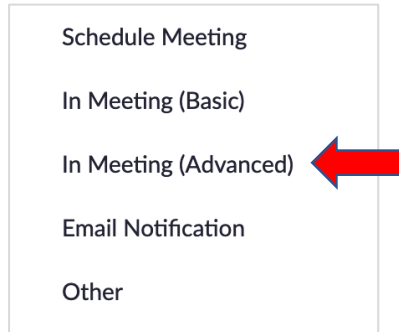 Schedule Meeting
In Meeting (Basic)
In Meeting (Advanced)
Email Notification
Other